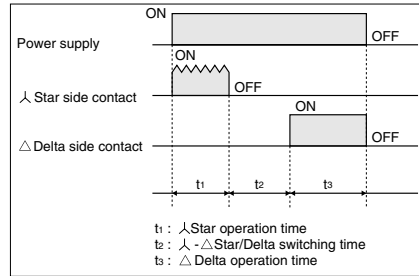 ON
Power supply
OFF
ON
⅄ Star side contact
OFF
ON
△ Delta side contact
OFF
t1 t2 t3
t1 : ⅄Star operation time
t2 : ⅄ - △Star/Delta switching time
t3 : △ Delta operation time